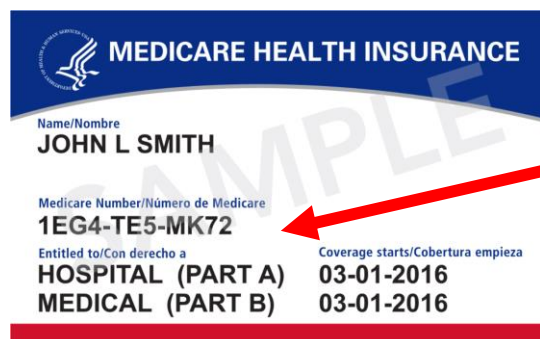 MEDICARE HEALTH INSURANCE
Name/Nombre
JOHN L SMITH
Medicare Number/Número de Medicare
1EG4-TE5-MK72
Entitled to/Con derecho a Coverage starts/Cobertura empieza
HOSPITAL (PART A) 03-01-2016
MEDICAL (PART B) 03-01-2016
SAMPLE